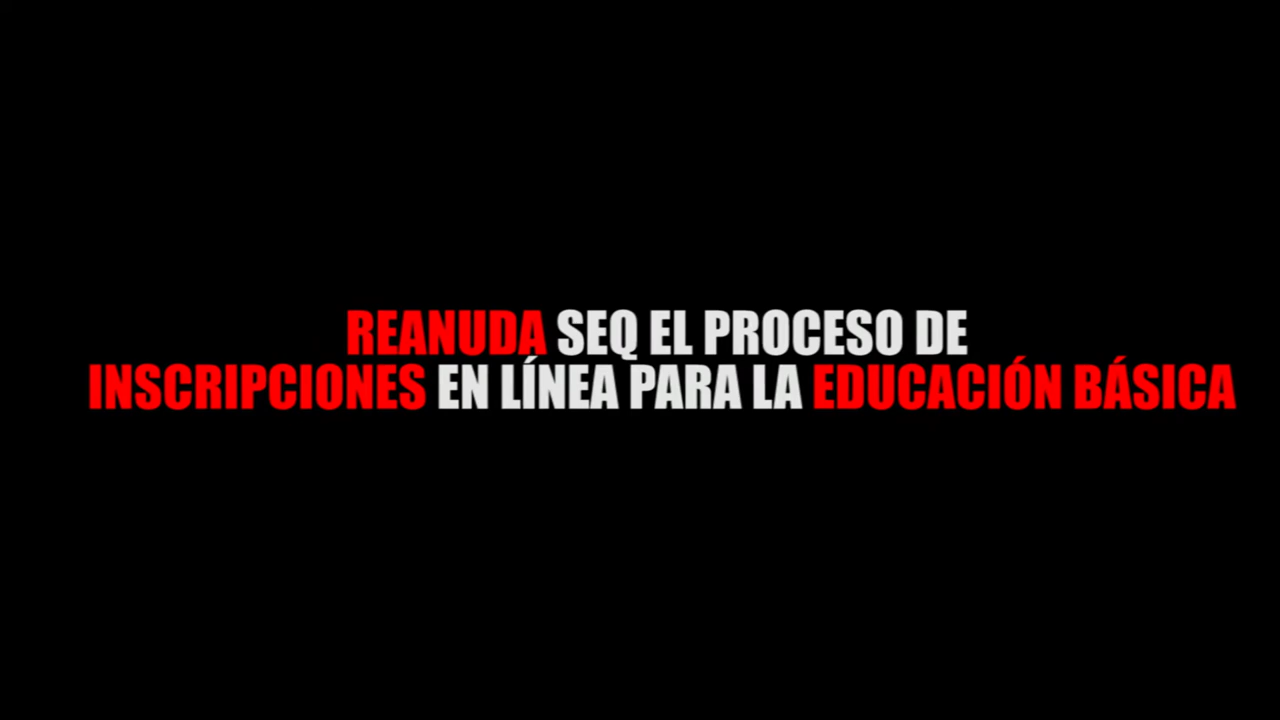 REANUDA SEQ EL PROCESO DE
INSCRIPCIONES EN LÍNEA PARA LA EDUCACIÓN BÁSICA